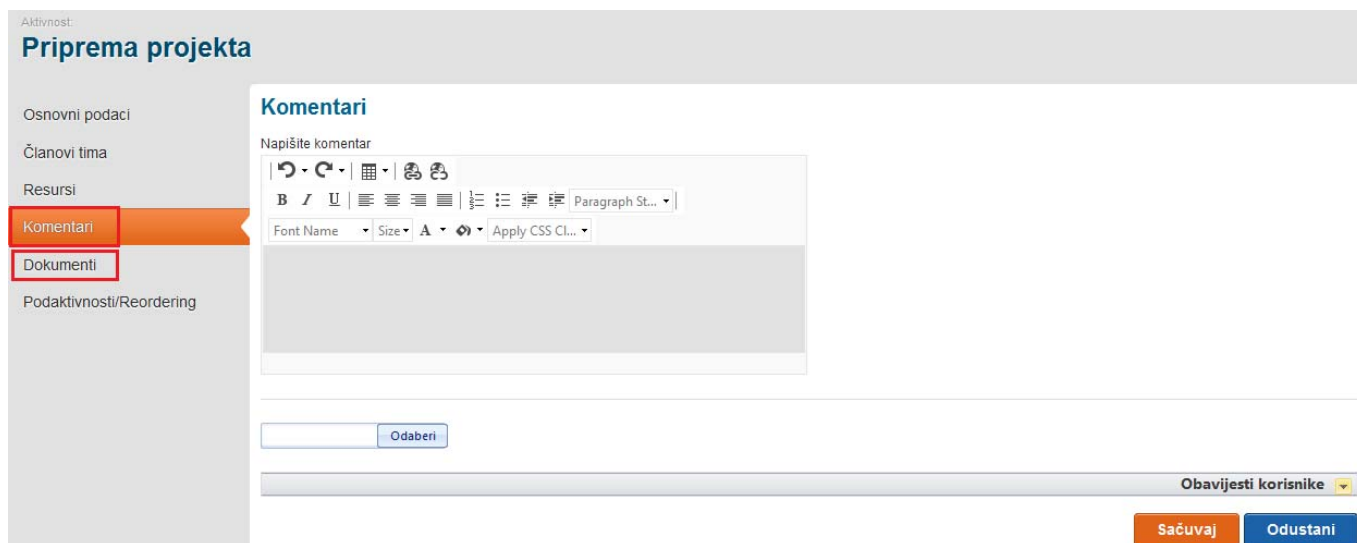 Aktivnost:
Priprema projekta
Osnovni podaci
Članovi tima
Resursi
Komentari
Dokumenti
Podaktivnosti/Reordering
Komentari
Napišite komentar
B I U Paragraph St...
Font Name Size A Apply CSS Cl...
Odaberi
Obavijesti korisnike
Sačuvaj Odustani